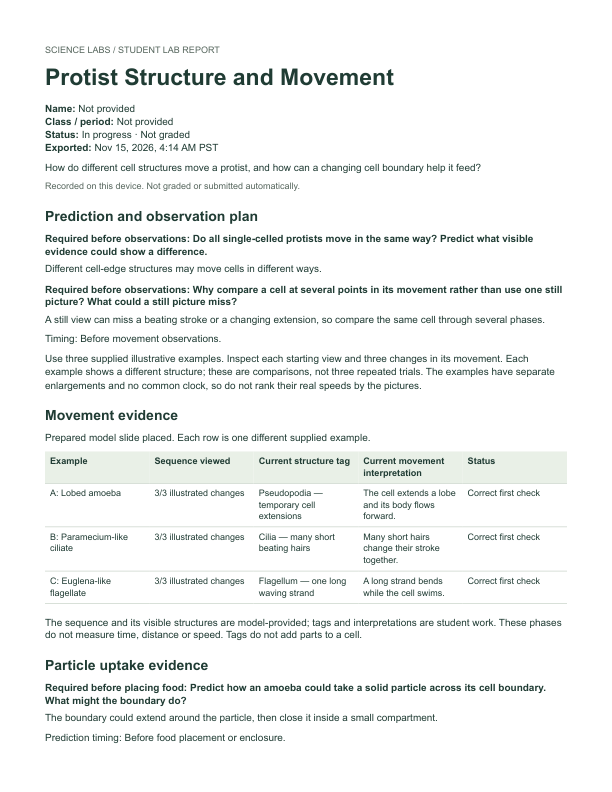 SCIENCE LABS / STUDENT LAB REPORT
Protist Structure and Movement
Name: Not provided
Class / period: Not provided
Status: In progress · Not graded
Exported: Nov 15, 2026, 4:14 AM PST
How do different cell structures move a protist, and how can a changing cell boundary help it feed?
Recorded on this device. Not graded or submitted automatically.
Prediction and observation plan
Required before observations: Do all single-celled protists move in the same way? Predict what visible
evidence could show a difference.
Different cell-edge structures may move cells in different ways.
Required before observations: Why compare a cell at several points in its movement rather than use one still
picture? What could a still picture miss?
A still view can miss a beating stroke or a changing extension, so compare the same cell through several phases.
Timing: Before movement observations.
Use three supplied illustrative examples. Inspect each starting view and three changes in its movement. Each
example shows a different structure; these are comparisons, not three repeated trials. The examples have separate
enlargements and no common clock, so do not rank their real speeds by the pictures.
Movement evidence
Prepared model slide placed. Each row is one different supplied example.
Example Sequence viewed Current structure tag Current movement interpretation Status
A: Lobed amoeba 3/3 illustrated changes Pseudopodia — temporary cell extensions The cell extends a lobe and its body flows forward. Correct first check
B: Paramecium-like ciliate 3/3 illustrated changes Cilia — many short beating hairs Many short hairs change their stroke together. Correct first check
C: Euglena-like flagellate 3/3 illustrated changes Flagellum — one long waving strand A long strand bends while the cell swims. Correct first check
The sequence and its visible structures are model-provided; tags and interpretations are student work. These phases
do not measure time, distance or speed. Tags do not add parts to a cell.
Particle uptake evidence
Required before placing food: Predict how an amoeba could take a solid particle across its cell boundary.
What might the boundary do?
The boundary could extend around the particle, then close it inside a small compartment.
Prediction timing: Before food placement or enclosure.